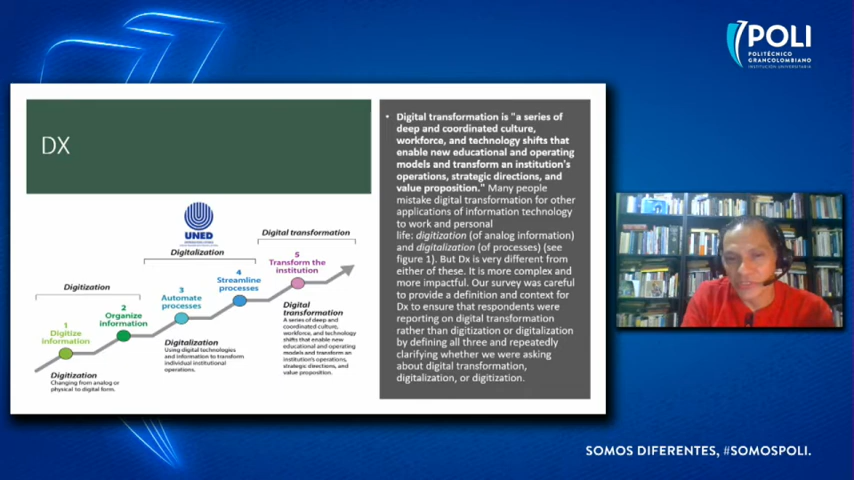 POLI
POLITÉCNICO
GRANCOLOMBIANO
INSTITUCIÓN UNIVERSITARIA
DX
UNED
Digitization
Digitalization
Digital transformation
1
Digitize
information
2
Organize
information
3
Automate
processes
4
Streamline
processes
5
Transform the
institution
Digitization
Changing from analog or
physical to digital form.
Digitalization
Using digital technologies
and information to transform
individual institutional
operations.
Digital
transformation
A series of deep and
coordinated culture,
workforce, and technology
shifts that enable new
educational and operating
models and transform an
institution's operations,
strategic directions, and
value proposition.
• Digital transformation is "a series of
deep and coordinated culture,
workforce, and technology shifts that
enable new educational and operating
models and transform an institution's
operations, strategic directions, and
value proposition." Many people
mistake digital transformation for other
applications of information technology
to work and personal
life: digitization (of analog information)
and digitalization (of processes) (see
figure 1). But Dx is very different from
either of these. It is more complex and
more impactful. Our survey was careful
to provide a definition and context for
Dx to ensure that respondents were
reporting on digital transformation
rather than digitization or digitalization
by defining all three and repeatedly
clarifying whether we were asking
about digital transformation,
digitalization, or digitization.
SOMOS DIFERENTES, #SOMOSPOLI.